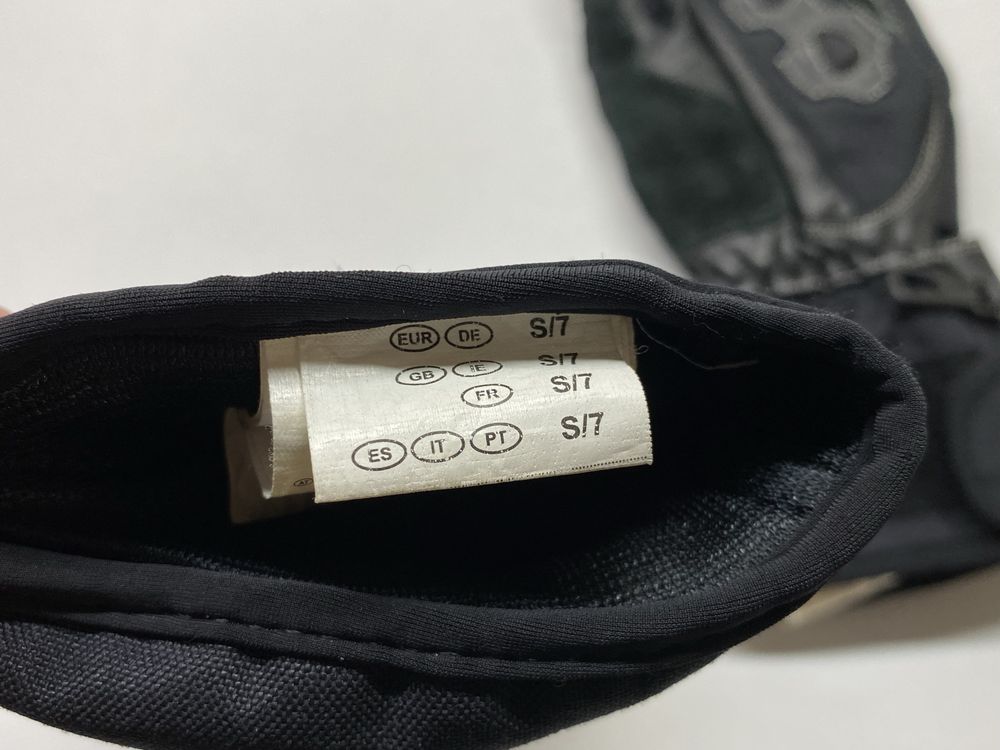 EUR DE S/7
GB IE S/7
FR S/7
ES IT PT S/7